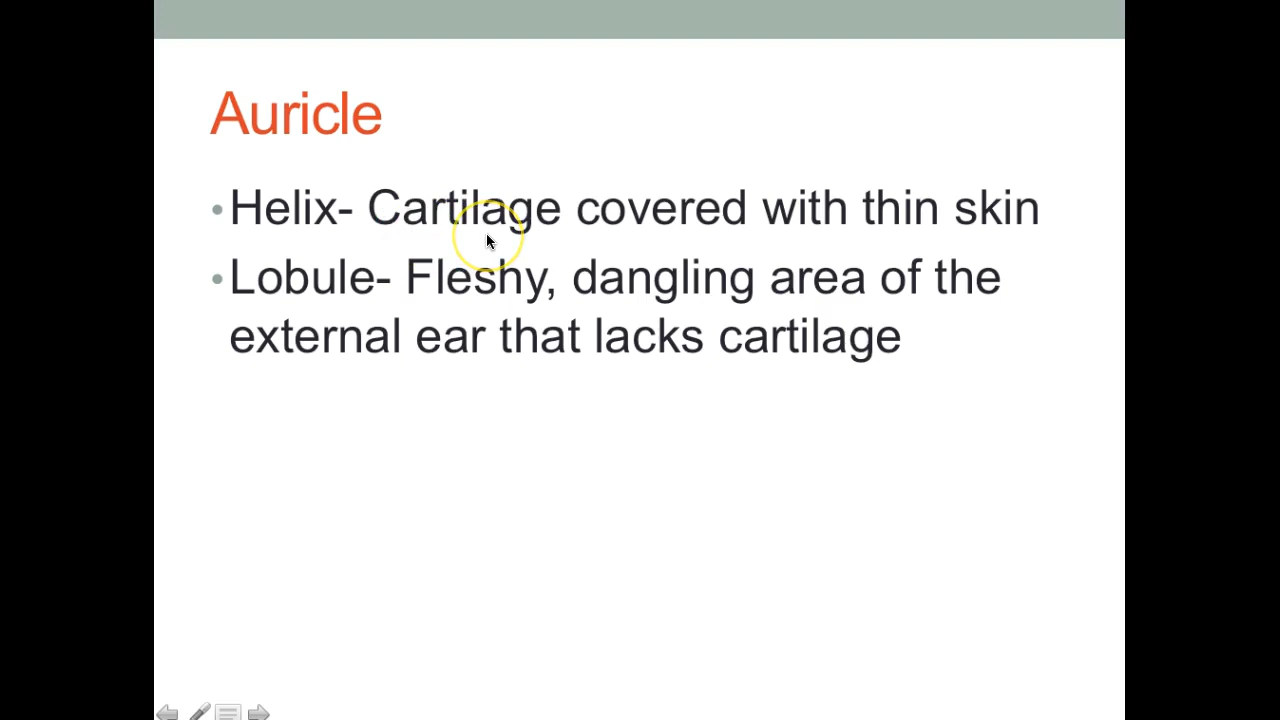 Auricle
•Helix- Cartilage covered with thin skin
•Lobule- Fleshy, dangling area of the
external ear that lacks cartilage